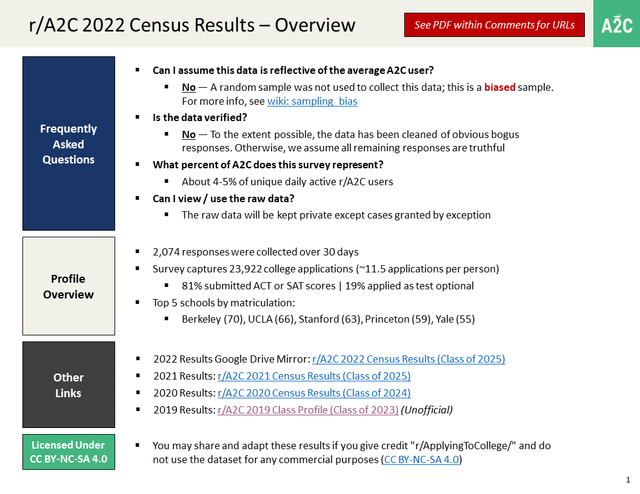 r/A2C 2022 Census Results – Overview
See PDF within Comments for URLs
A2C
Frequently
Asked
Questions
▪ Can I assume this data is reflective of the average A2C user?
▪ No — A random sample was not used to collect this data; this is a biased sample.
For more info, see wiki: sampling_bias
▪ Is the data verified?
▪ No — To the extent possible, the data has been cleaned of obvious bogus
responses. Otherwise, we assume all remaining responses are truthful
▪ What percent of A2C does this survey represent?
▪ About 4-5% of unique daily active r/A2C users
▪ Can I view / use the raw data?
▪ The raw data will be kept private except cases granted by exception
Profile
Overview
▪ 2,074 responses were collected over 30 days
▪ Survey captures 23,922 college applications (~11.5 applications per person)
▪ 81% submitted ACT or SAT scores | 19% applied as test optional
▪ Top 5 schools by matriculation:
▪ Berkeley (70), UCLA (66), Stanford (63), Princeton (59), Yale (55)
Other
Links
▪ 2022 Results Google Drive Mirror: r/A2C 2022 Census Results (Class of 2025)
▪ 2021 Results: r/A2C 2021 Census Results (Class of 2025)
▪ 2020 Results: r/A2C 2020 Census Results (Class of 2024)
▪ 2019 Results: r/A2C 2019 Class Profile (Class of 2023) (Unofficial)
Licensed Under
CC BY-NC-SA 4.0
▪ You may share and adapt these results if you give credit "r/ApplyingToCollege/" and do
not use the dataset for any commercial purposes (CC BY-NC-SA 4.0)
1